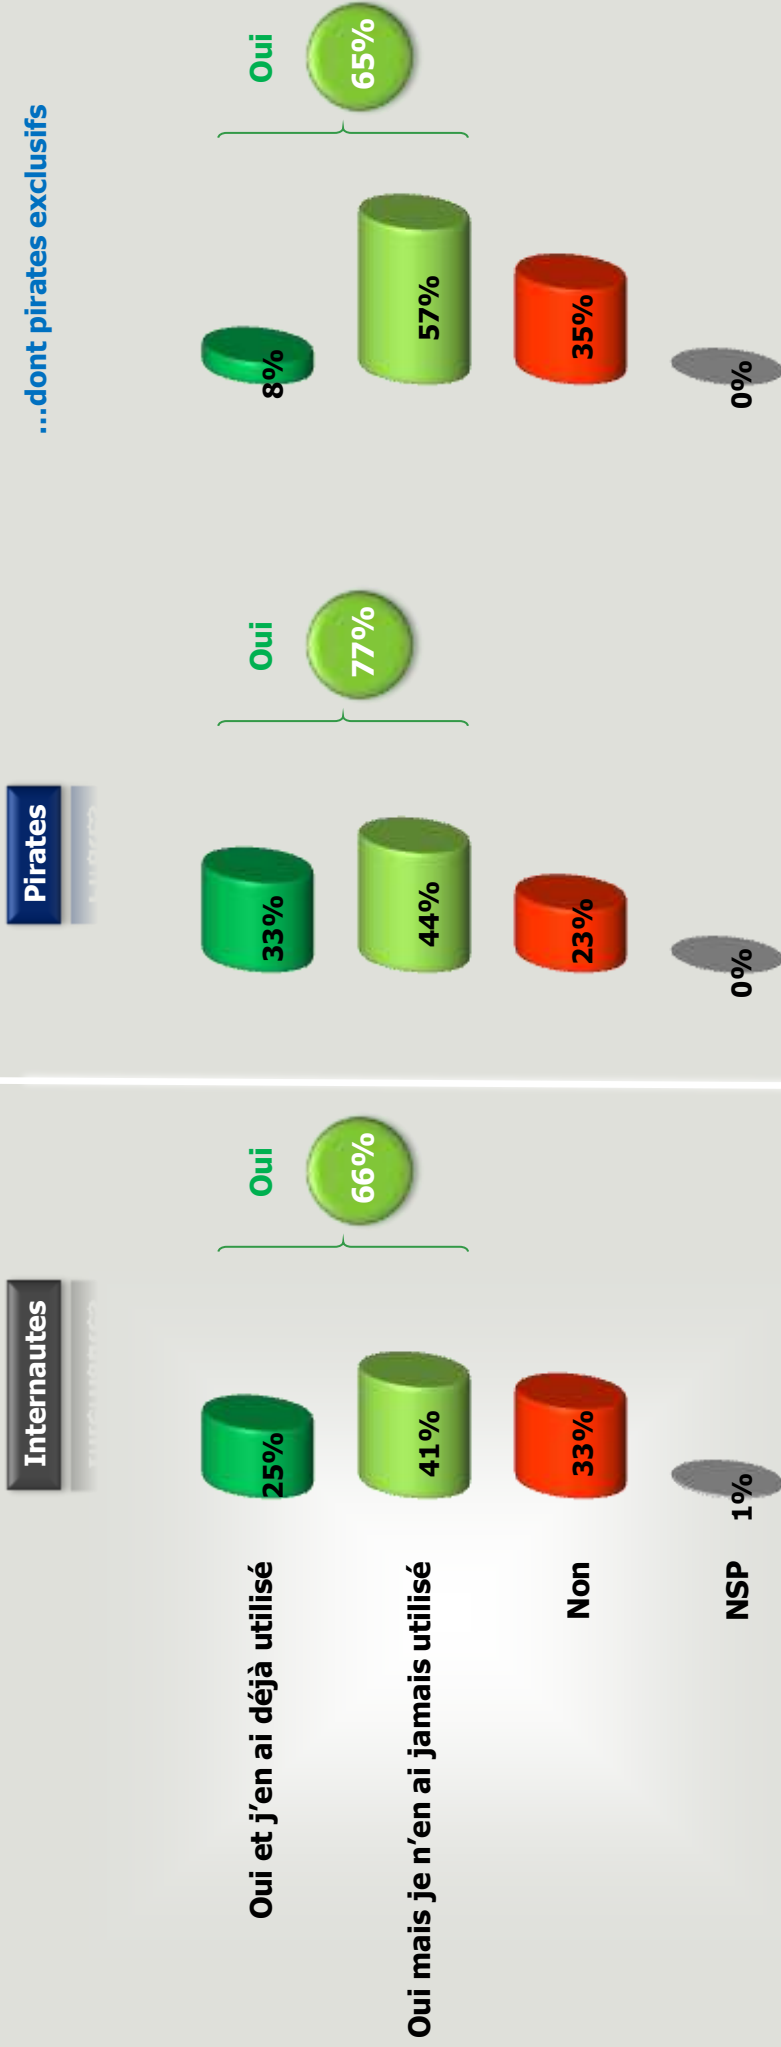 Internautes
Pirates
...dont pirates exclusifs
Oui et j'en ai déjà utilisé
25%
33%
8%
Oui
66%
Oui
77%
Oui
65%
Oui mais je n'en ai jamais utilisé
41%
44%
57%
Non
33%
23%
35%
NSP
1%
0%
0%